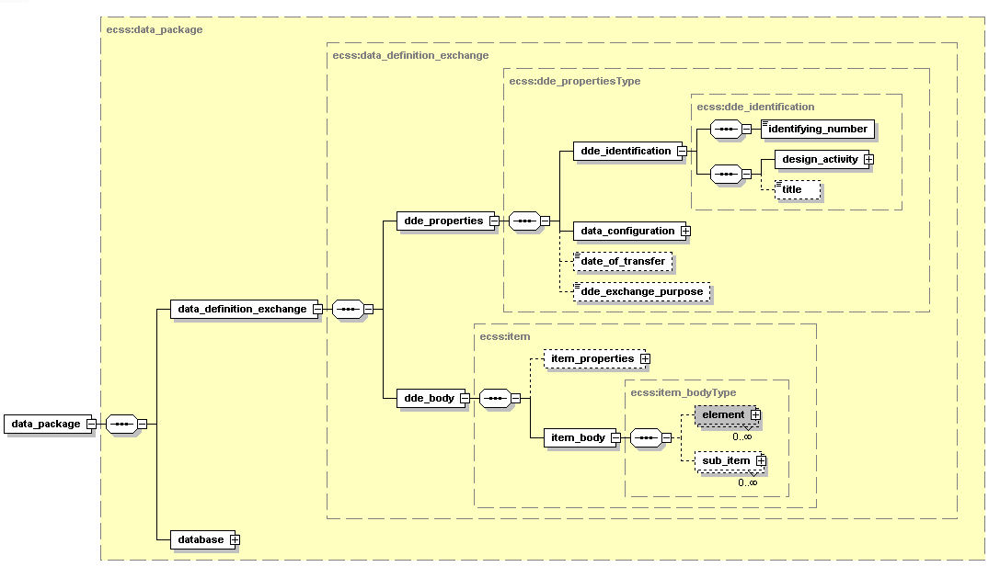 ecss:data_package
ecss:data_definition_exchange
ecss:dde_propertiesType
ecss:dde_identification
identifying_number
dde_identification
design_activity
title
dde_properties
data_configuration
date_of_transfer
dde_exchange_purpose
data_definition_exchange
ecss:item
item_properties
ecss:item_bodyType
dde_body
element
0..∞
data_package
item_body
sub_item
0..∞
database